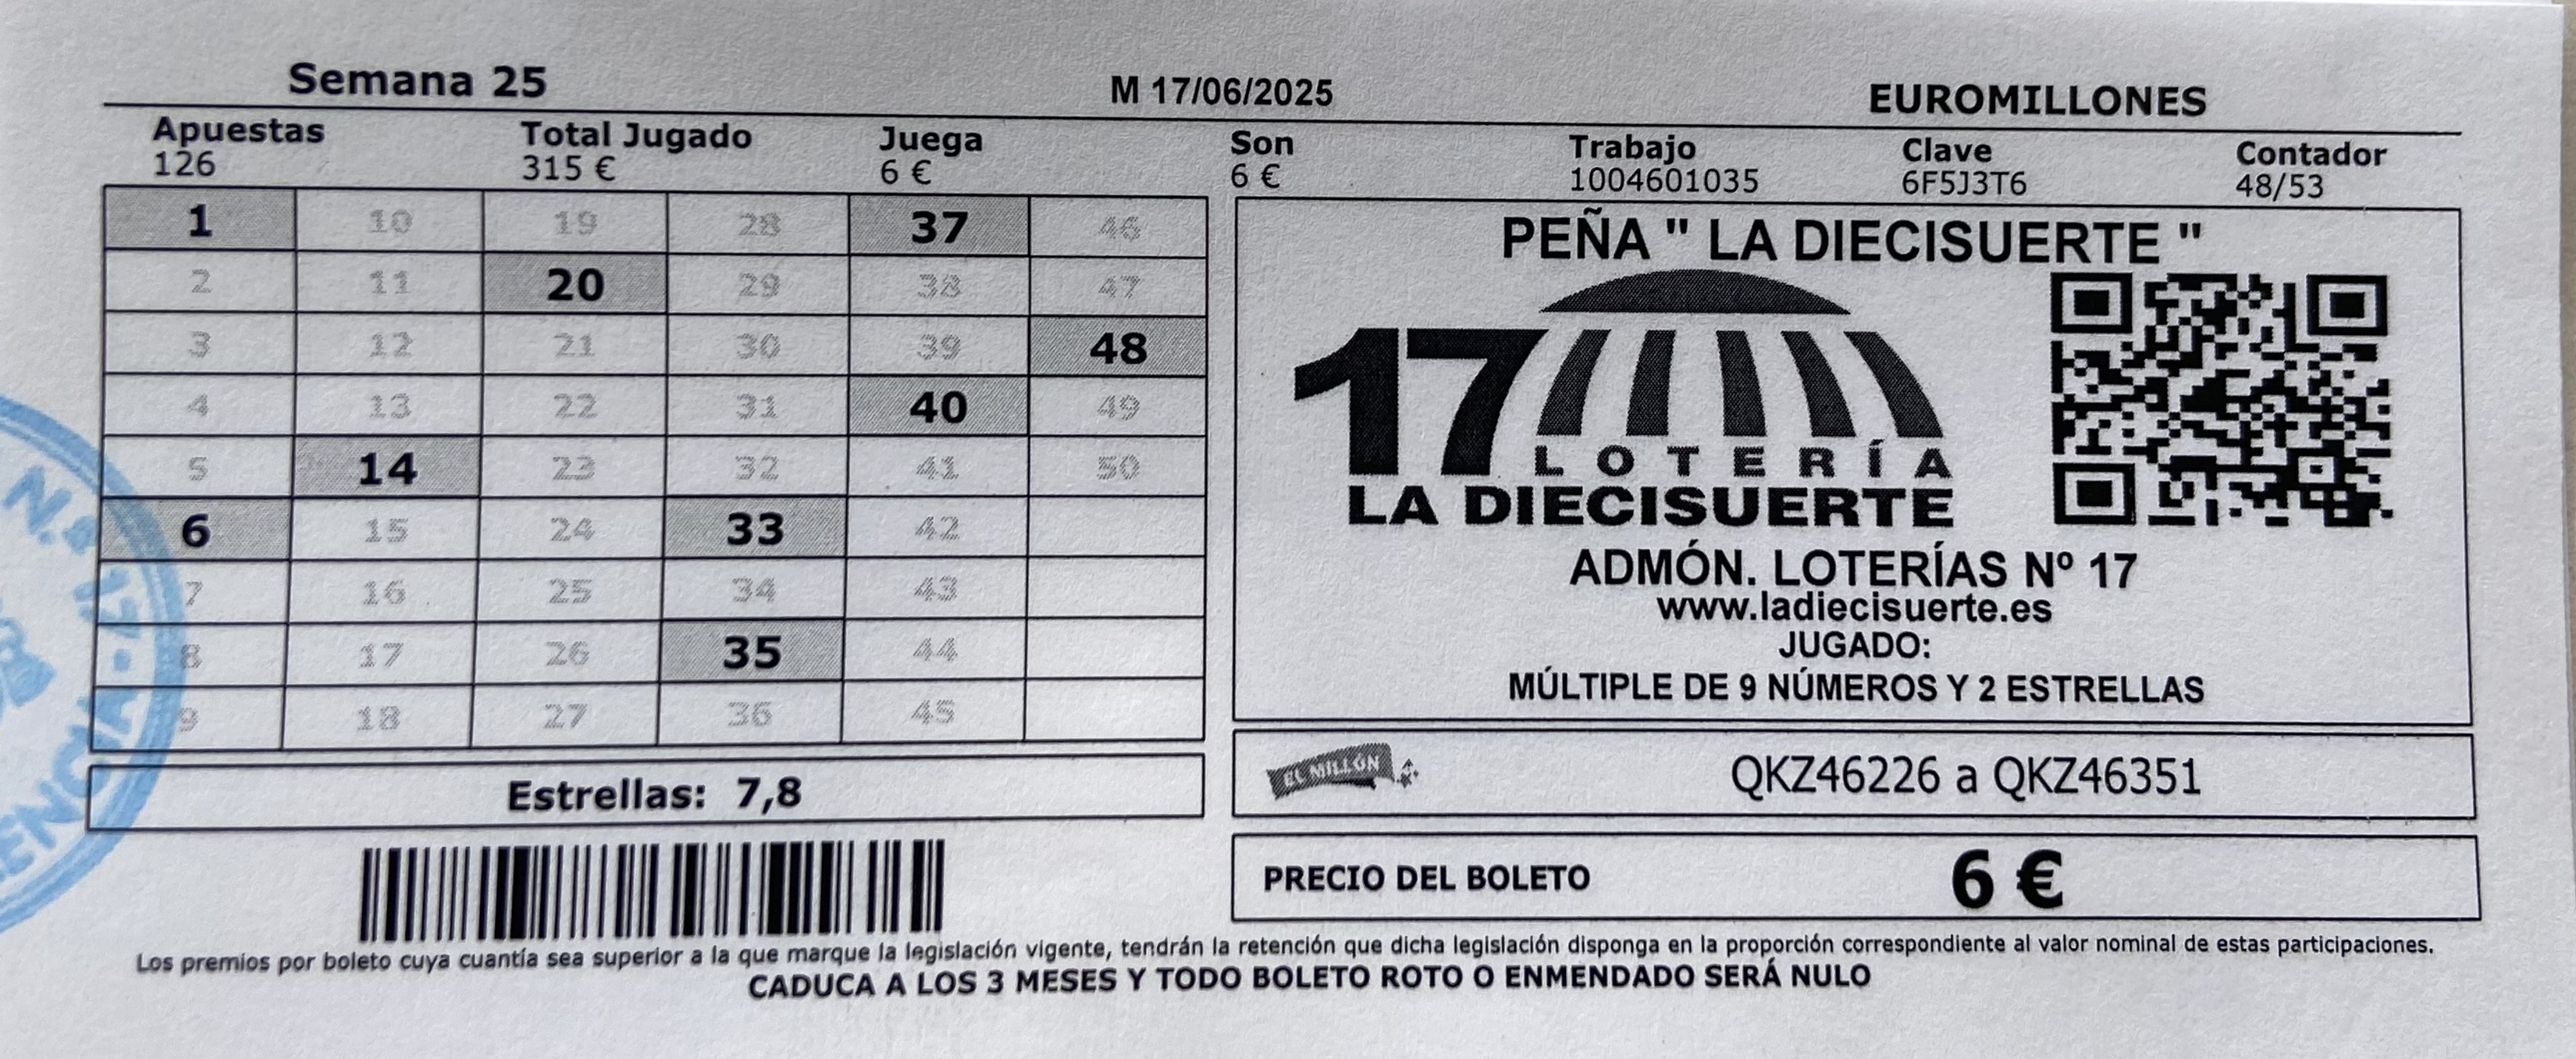 Semana 25 M 17/06/2025 EUROMILLONES
Apuestas Total Jugado Juega Son Trabajo Clave Contador
126 315 € 6 € 6 € 1004601035 6F5J3T6 48/53
1 10 19 28 37 46
2 11 20 29 38 47
3 12 21 30 39 48
4 13 22 31 40 49
5 14 23 32 41 50
6 15 24 33 42
7 16 25 34 43
8 17 26 35 44
9 18 27 36 45
Estrellas: 7,8
PEÑA " LA DIECISUERTE "
17
LOTERÍA
LA DIECISUERTE
ADMÓN. LOTERÍAS Nº 17
www.ladiecisuerte.es
JUGADO:
MÚLTIPLE DE 9 NÚMEROS Y 2 ESTRELLAS
EL MILLÓN QKZ46226 a QKZ46351
PRECIO DEL BOLETO 6 €
Los premios por boleto cuya cuantía sea superior a la que marque la legislación vigente, tendrán la retención que dicha legislación disponga en la proporción correspondiente al valor nominal de estas participaciones.
CADUCA A LOS 3 MESES Y TODO BOLETO ROTO O ENMENDADO SERÁ NULO
N.º 17